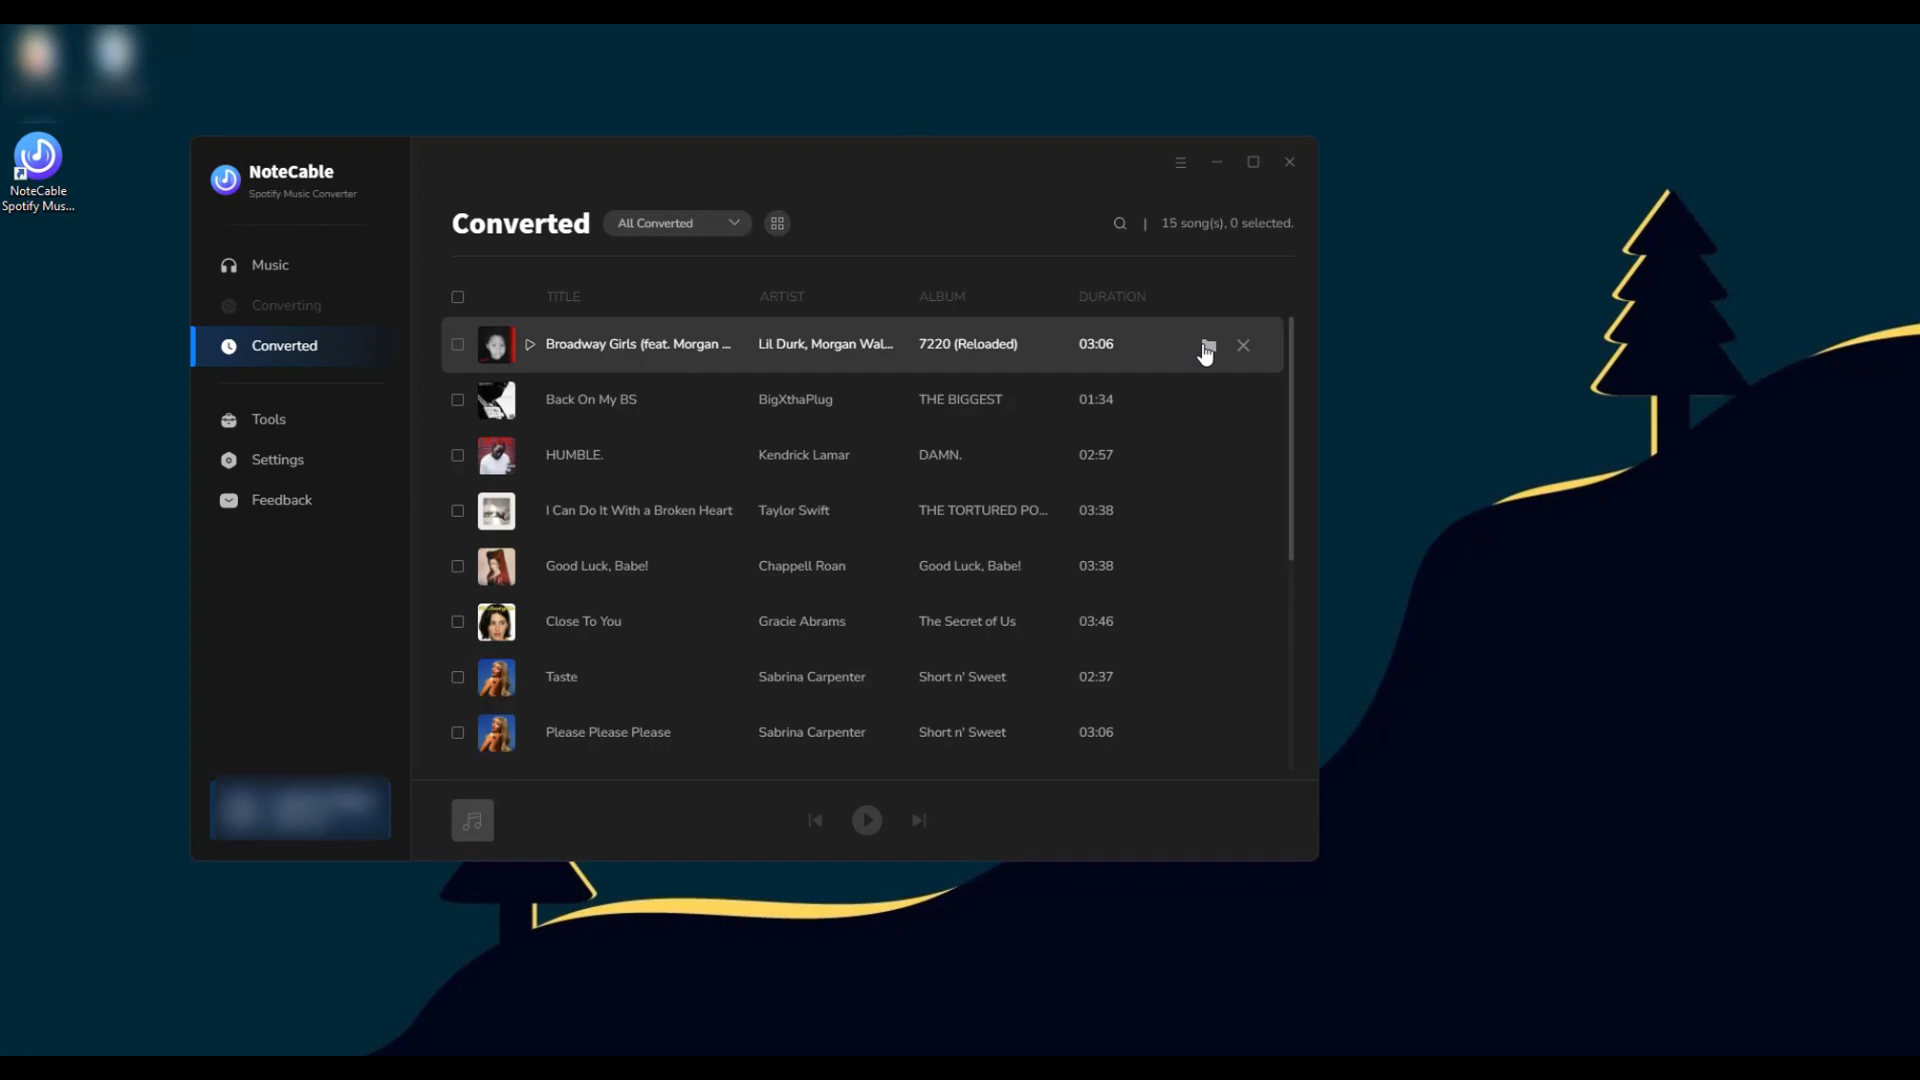 NoteCable
Spotify Mus...
NoteCable
Spotify Music Converter
Music
Converting
Converted
Tools
Settings
Feedback
Converted
All Converted
| 15 song(s), 0 selected.
TITLE ARTIST ALBUM DURATION
Broadway Girls (feat. Morgan ... Lil Durk, Morgan Wal... 7220 (Reloaded) 03:06
Back On My BS BigXthaPlug THE BIGGEST 01:34
HUMBLE. Kendrick Lamar DAMN. 02:57
I Can Do It With a Broken Heart Taylor Swift THE TORTURED PO... 03:38
Good Luck, Babe! Chappell Roan Good Luck, Babe! 03:38
Close To You Gracie Abrams The Secret of Us 03:46
Taste Sabrina Carpenter Short n' Sweet 02:37
Please Please Please Sabrina Carpenter Short n' Sweet 03:06